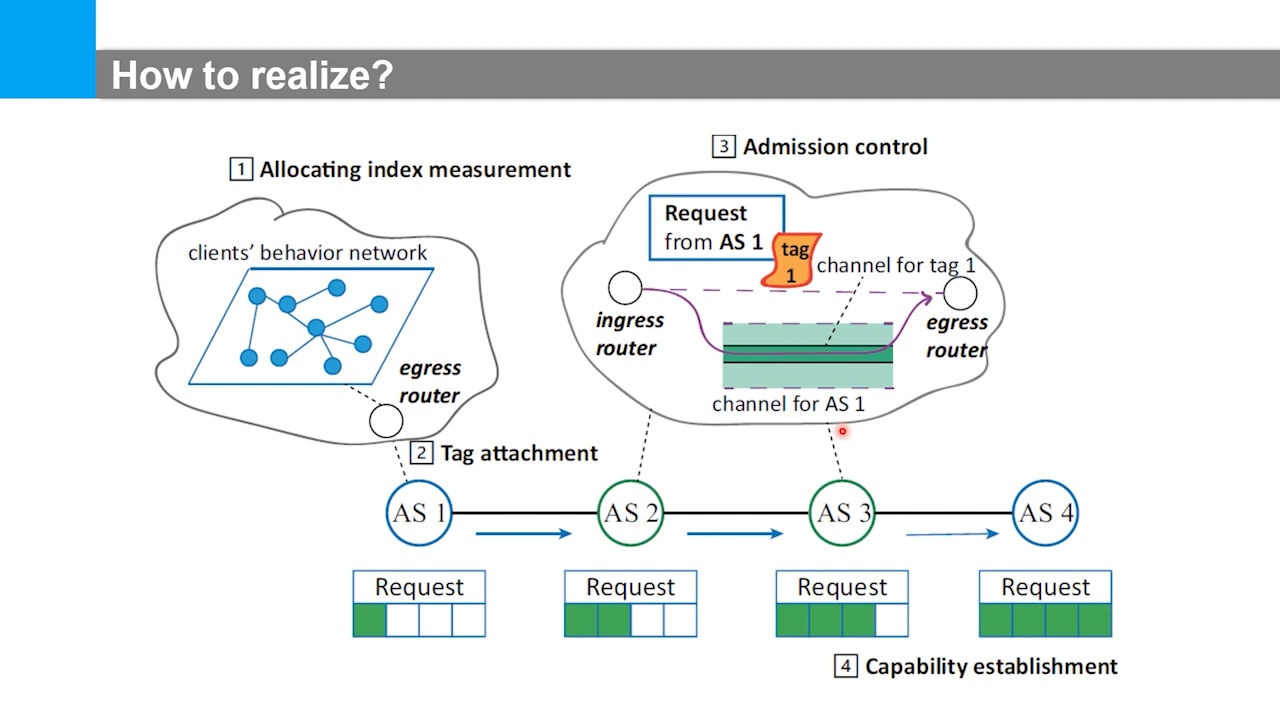 How to realize?
1 Allocating index measurement
3 Admission control
clients' behavior network
egress
router
Request
from AS 1
tag
1
channel for tag 1
ingress
router
egress
router
channel for AS 1
2 Tag attachment
AS 1
AS 2
AS 3
AS 4
Request
Request
Request
Request
4 Capability establishment